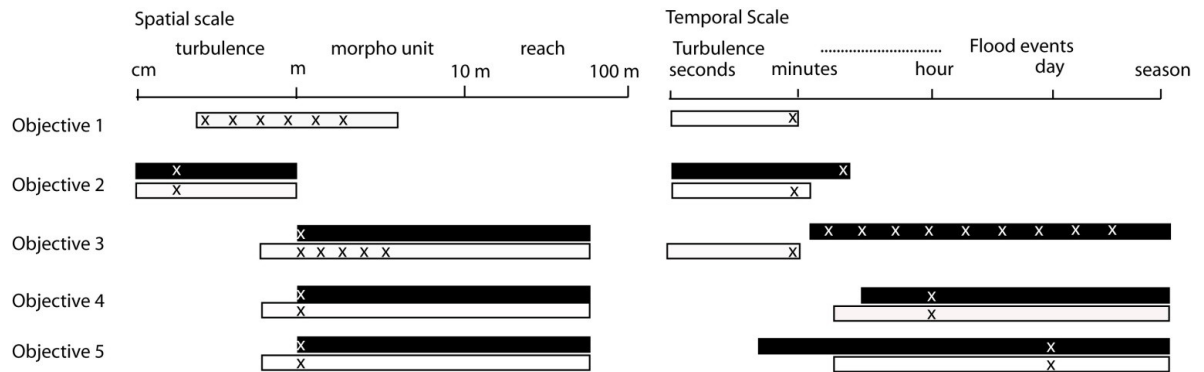 Spatial scale
turbulence morpho unit reach
cm m 10 m 100 m
Temporal Scale
Turbulence Flood events
seconds minutes hour day season
Objective 1
x x x x x x
x
Objective 2
x
x
x
x
Objective 3
x
x x x x x
x x x x x x x x x
x
Objective 4
x
x
x
x
Objective 5
x
x
x
x